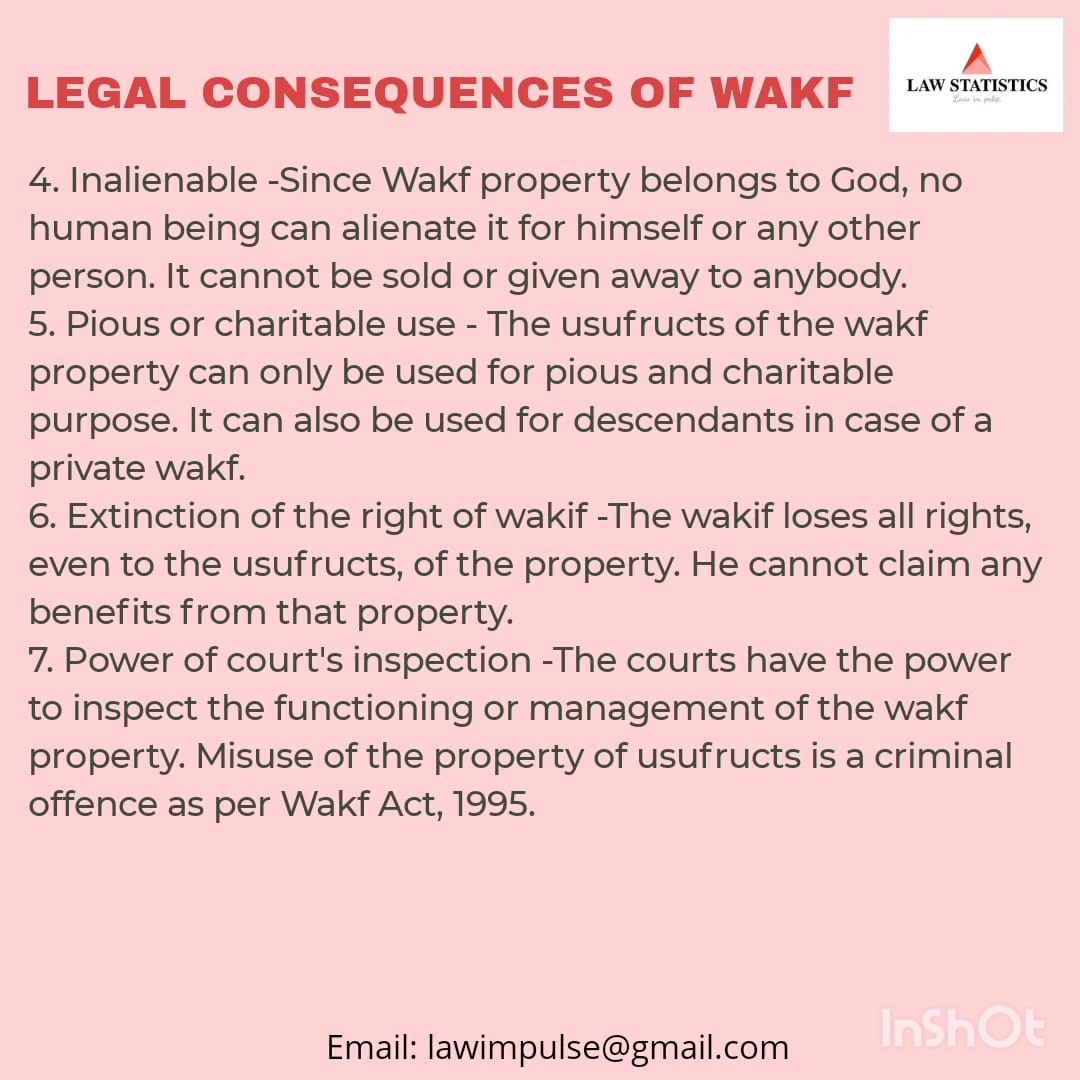 LEGAL CONSEQUENCES OF WAKF
LAW STATISTICS
Law in pulse
4. Inalienable -Since Wakf property belongs to God, no
human being can alienate it for himself or any other
person. It cannot be sold or given away to anybody.
5. Pious or charitable use - The usufructs of the wakf
property can only be used for pious and charitable
purpose. It can also be used for descendants in case of a
private wakf.
6. Extinction of the right of wakif -The wakif loses all rights,
even to the usufructs, of the property. He cannot claim any
benefits from that property.
7. Power of court's inspection -The courts have the power
to inspect the functioning or management of the wakf
property. Misuse of the property of usufructs is a criminal
offence as per Wakf Act, 1995.
InShOt
Email: lawimpulse@gmail.com